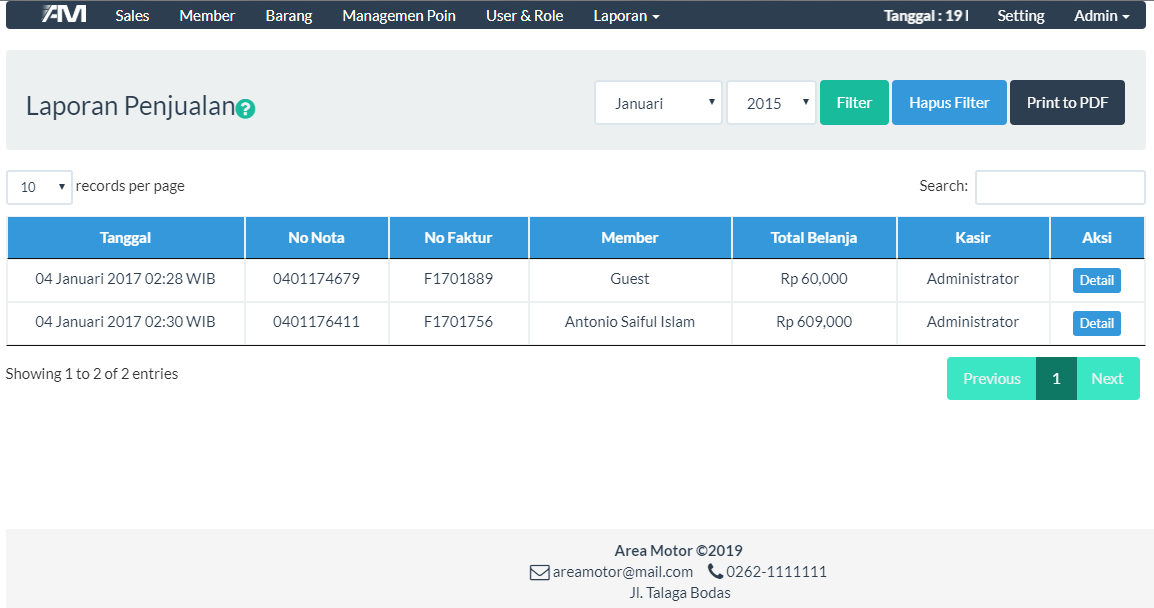 AM Sales Member Barang Managemen Poin User & Role Laporan Tanggal : 19 Setting Admin
Laporan Penjualan? Januari 2015 Filter Hapus Filter Print to PDF
10 records per page Search:
Tanggal No Nota No Faktur Member Total Belanja Kasir Aksi
04 Januari 2017 02:28 WIB 0401174679 F1701889 Guest Rp 60,000 Administrator Detail
04 Januari 2017 02:30 WIB 0401176411 F1701756 Antonio Saiful Islam Rp 609,000 Administrator Detail
Showing 1 to 2 of 2 entries Previous 1 Next
Area Motor ©2019
areamotor@mail.com 0262-1111111
Jl. Talaga Bodas